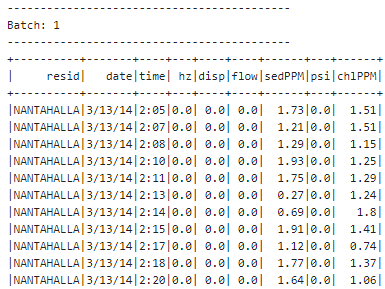 -------------------------------------------
Batch: 1
-------------------------------------------
+----------+-------+----+---+----+----+------+---+------+
|     resid|   date|time| hz|disp|flow|sedPPM|psi|chlPPM|
+----------+-------+----+---+----+----+------+---+------+
|NANTAHALLA|3/13/14|2:05|0.0| 0.0| 0.0|  1.73|0.0|  1.51|
|NANTAHALLA|3/13/14|2:07|0.0| 0.0| 0.0|  1.21|0.0|  1.51|
|NANTAHALLA|3/13/14|2:08|0.0| 0.0| 0.0|  1.29|0.0|  1.15|
|NANTAHALLA|3/13/14|2:10|0.0| 0.0| 0.0|  1.93|0.0|  1.25|
|NANTAHALLA|3/13/14|2:11|0.0| 0.0| 0.0|  1.75|0.0|  1.29|
|NANTAHALLA|3/13/14|2:13|0.0| 0.0| 0.0|  0.27|0.0|  1.24|
|NANTAHALLA|3/13/14|2:14|0.0| 0.0| 0.0|  0.69|0.0|   1.8|
|NANTAHALLA|3/13/14|2:15|0.0| 0.0| 0.0|  1.91|0.0|  1.41|
|NANTAHALLA|3/13/14|2:17|0.0| 0.0| 0.0|  1.12|0.0|  0.74|
|NANTAHALLA|3/13/14|2:18|0.0| 0.0| 0.0|  1.77|0.0|  1.37|
|NANTAHALLA|3/13/14|2:20|0.0| 0.0| 0.0|  1.64|0.0|  1.06|